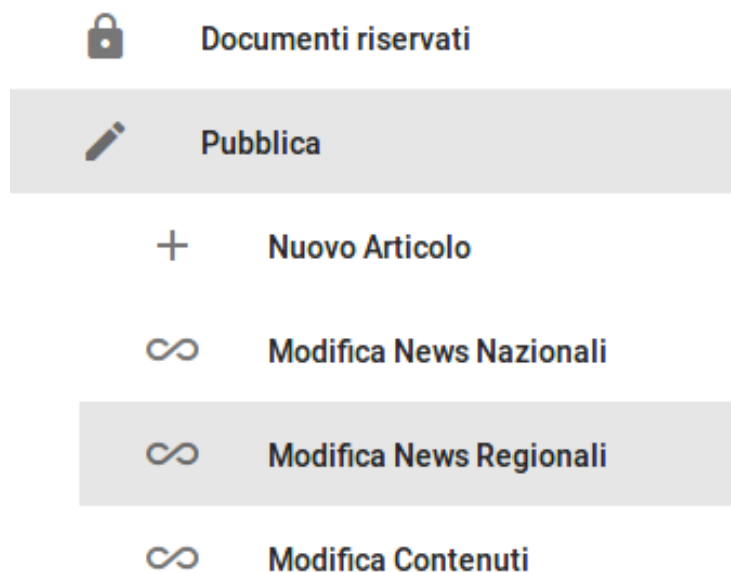 Documenti riservati
Pubblica
Nuovo Articolo
Modifica News Nazionali
Modifica News Regionali
Modifica Contenuti